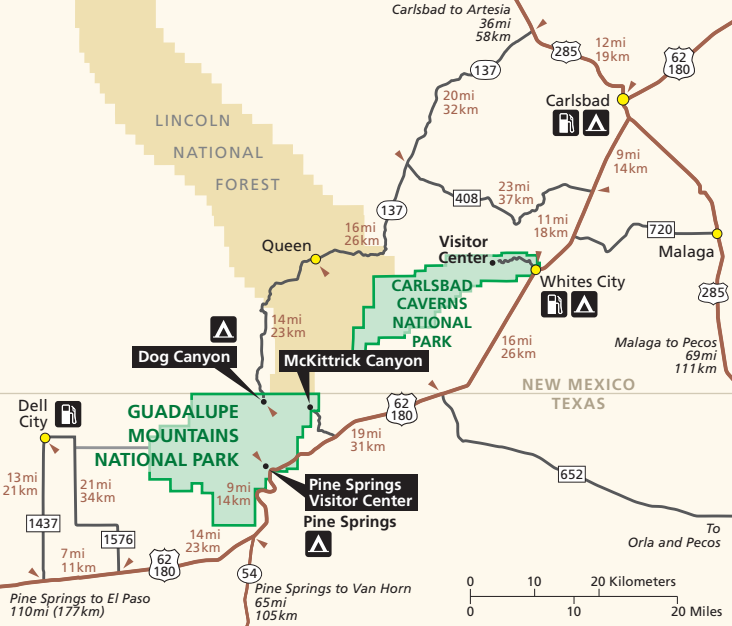 Carlsbad to Artesia
36mi
58km
285
12mi
19km
62
180
137
20mi
32km
Carlsbad
LINCOLN
NATIONAL
FOREST
9mi
14km
408
23mi
37km
137
11mi
18km
720
Malaga
16mi
26km
Queen
Visitor
Center
CARLSBAD
CAVERNS
NATIONAL
PARK
Whites City
285
14mi
23km
16mi
26km
Malaga to Pecos
69mi
111km
Dog Canyon
McKittrick Canyon
NEW MEXICO
TEXAS
Dell
City
GUADALUPE
MOUNTAINS
NATIONAL PARK
62
180
19mi
31km
13mi
21km
21mi
34km
9mi
14km
Pine Springs
Visitor Center
Pine Springs
652
1437
1576
14mi
23km
To
Orla and Pecos
7mi
11km
62
180
54
Pine Springs to El Paso
110mi (177km)
Pine Springs to Van Horn
65mi
105km
0 10 20 Kilometers
0 10 20 Miles